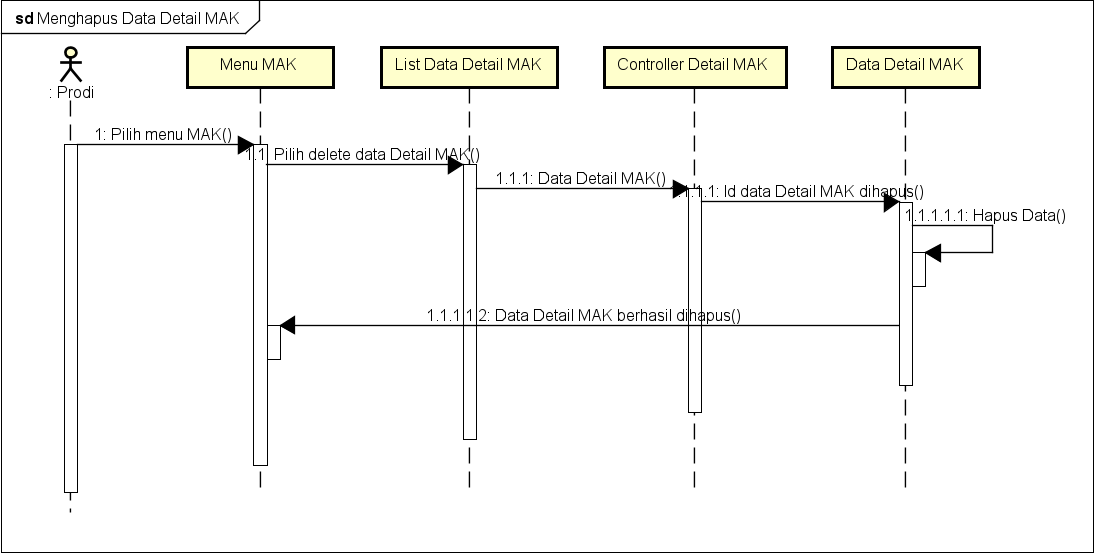 sd Menghapus Data Detail MAK
: Prodi
Menu MAK
List Data Detail MAK
Controller Detail MAK
Data Detail MAK
1: Pilih menu MAK()
1.1: Pilih delete data Detail MAK()
1.1.1: Data Detail MAK()
1.1.1.1: Id data Detail MAK dihapus()
1.1.1.1.1: Hapus Data()
1.1.1.1.2: Data Detail MAK berhasil dihapus()